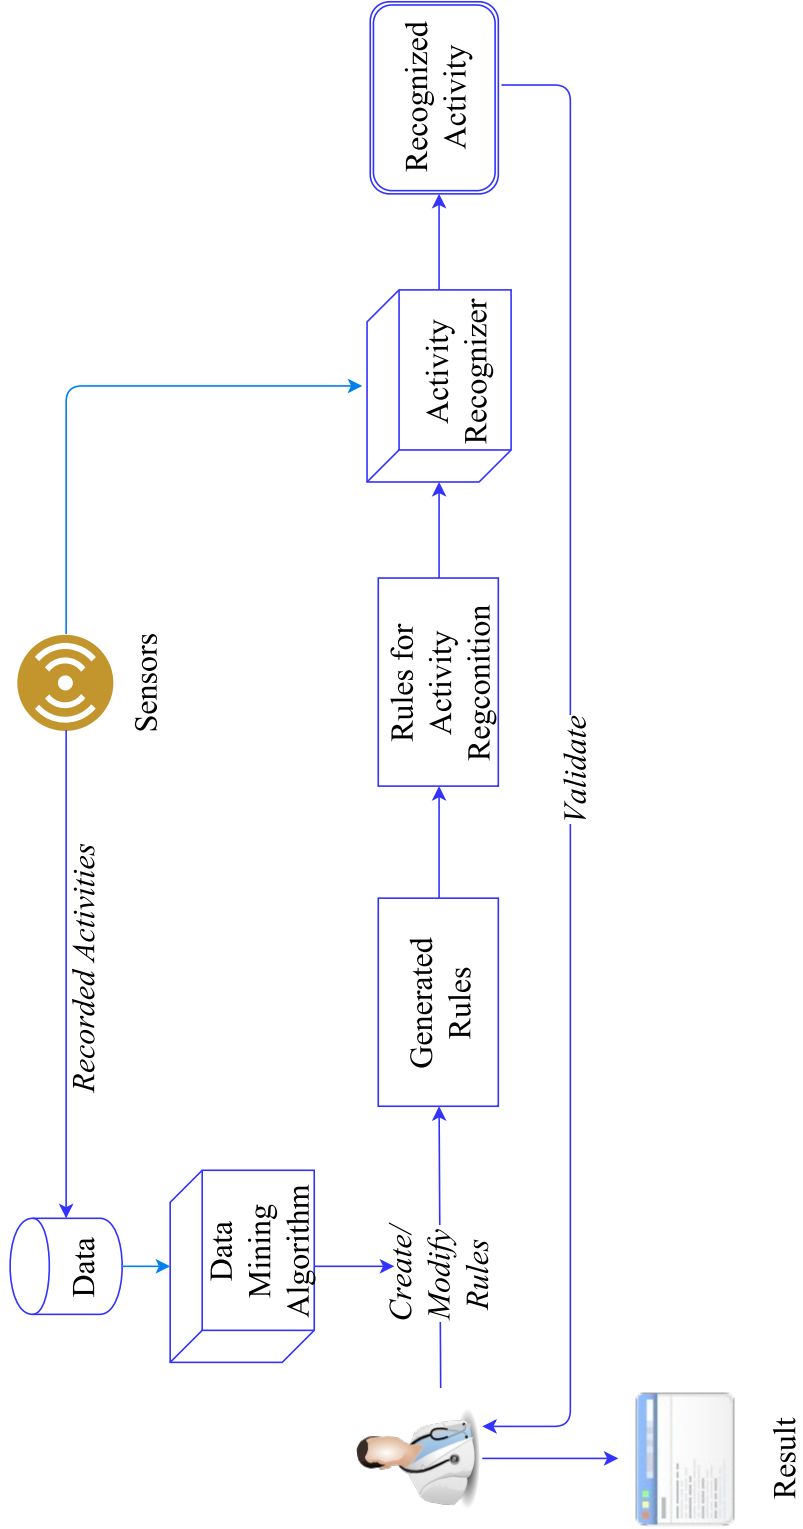 Sensors
Recorded Activities
Data
Data
Mining
Algorithm
Create/
Modify
Rules
Generated
Rules
Rules for
Activity
Regconition
Activity
Recognizer
Recognized
Activity
Validate
Result